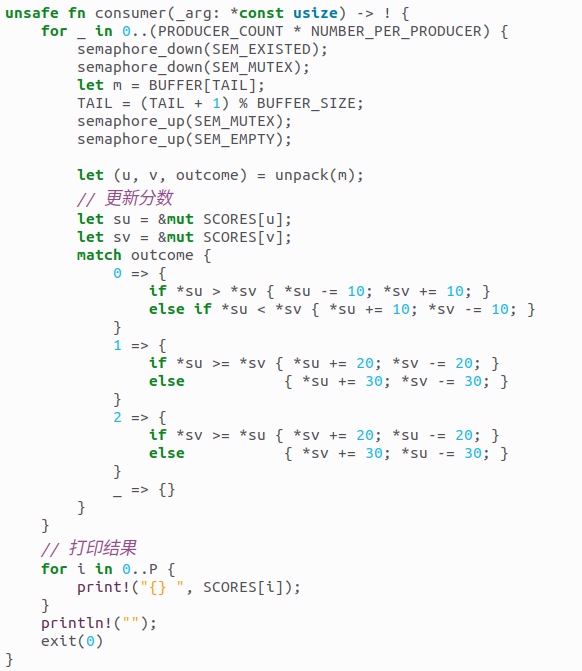 unsafe fn consumer(_arg: *const usize) -> ! {
    for _ in 0..(PRODUCER_COUNT * NUMBER_PER_PRODUCER) {
        semaphore_down(SEM_EXISTED);
        semaphore_down(SEM_MUTEX);
        let m = BUFFER[TAIL];
        TAIL = (TAIL + 1) % BUFFER_SIZE;
        semaphore_up(SEM_MUTEX);
        semaphore_up(SEM_EMPTY);

        let (u, v, outcome) = unpack(m);
        // 更新分数
        let su = &mut SCORES[u];
        let sv = &mut SCORES[v];
        match outcome {
            0 => {
                if *su > *sv { *su -= 10; *sv += 10; }
                else if *su < *sv { *su += 10; *sv -= 10; }
            }
            1 => {
                if *su >= *sv { *su += 20; *sv -= 20; }
                else           { *su += 30; *sv -= 30; }
            }
            2 => {
                if *sv >= *su { *sv += 20; *su -= 20; }
                else           { *sv += 30; *su -= 30; }
            }
            _ => {}
        }
    }
    // 打印结果
    for i in 0..P {
        print!("{} ", SCORES[i]);
    }
    println!("");
    exit(0)
}